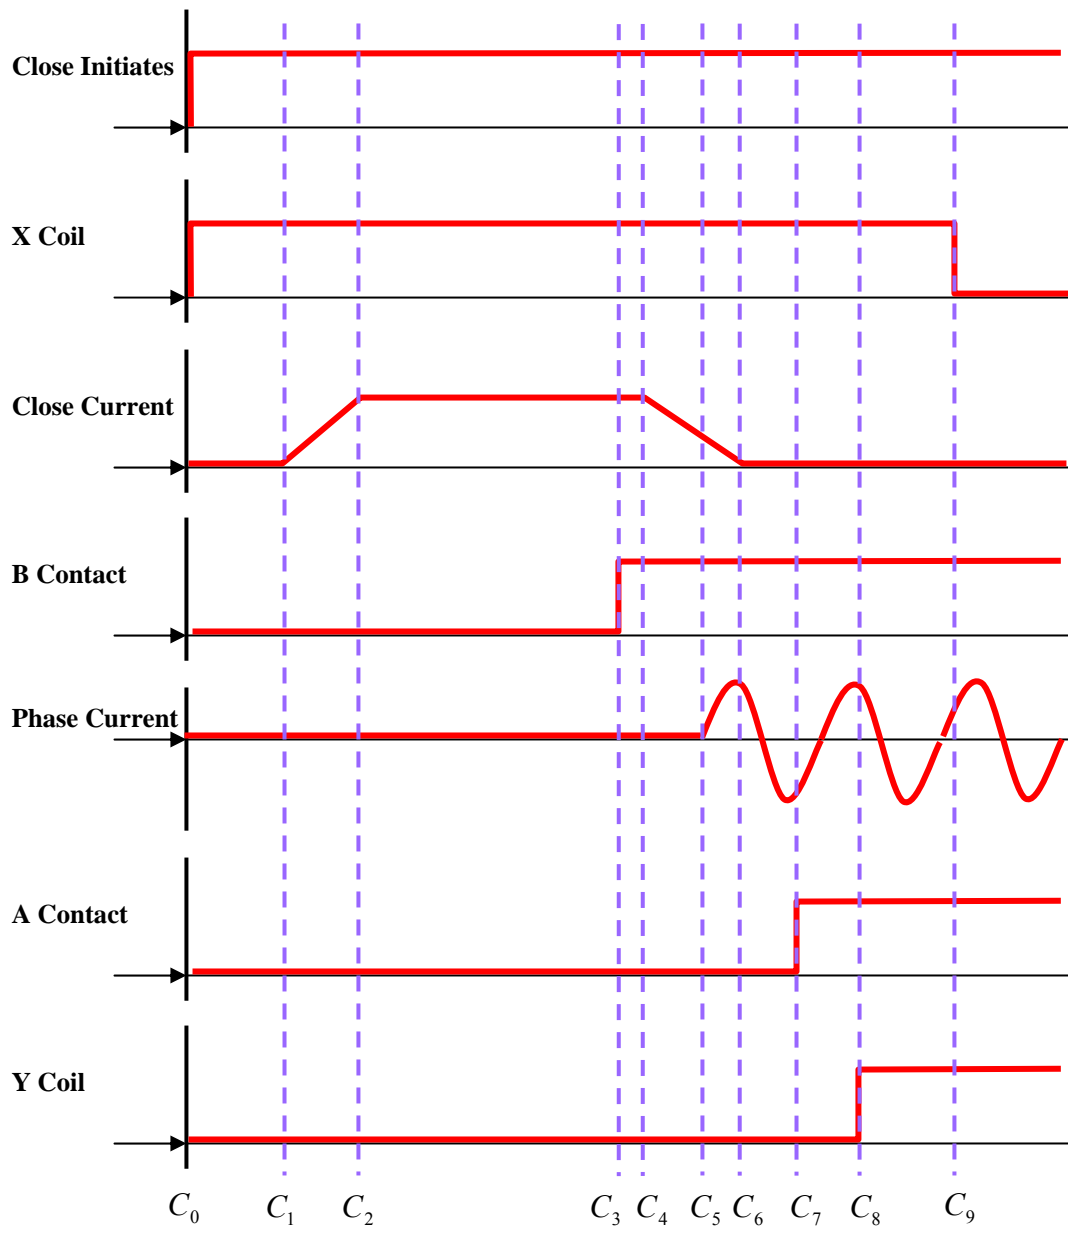 Close Initiates
X Coil
Close Current
B Contact
Phase Current
A Contact
Y Coil
C₀ C₁ C₂ C₃ C₄ C₅ C₆ C₇ C₈ C₉